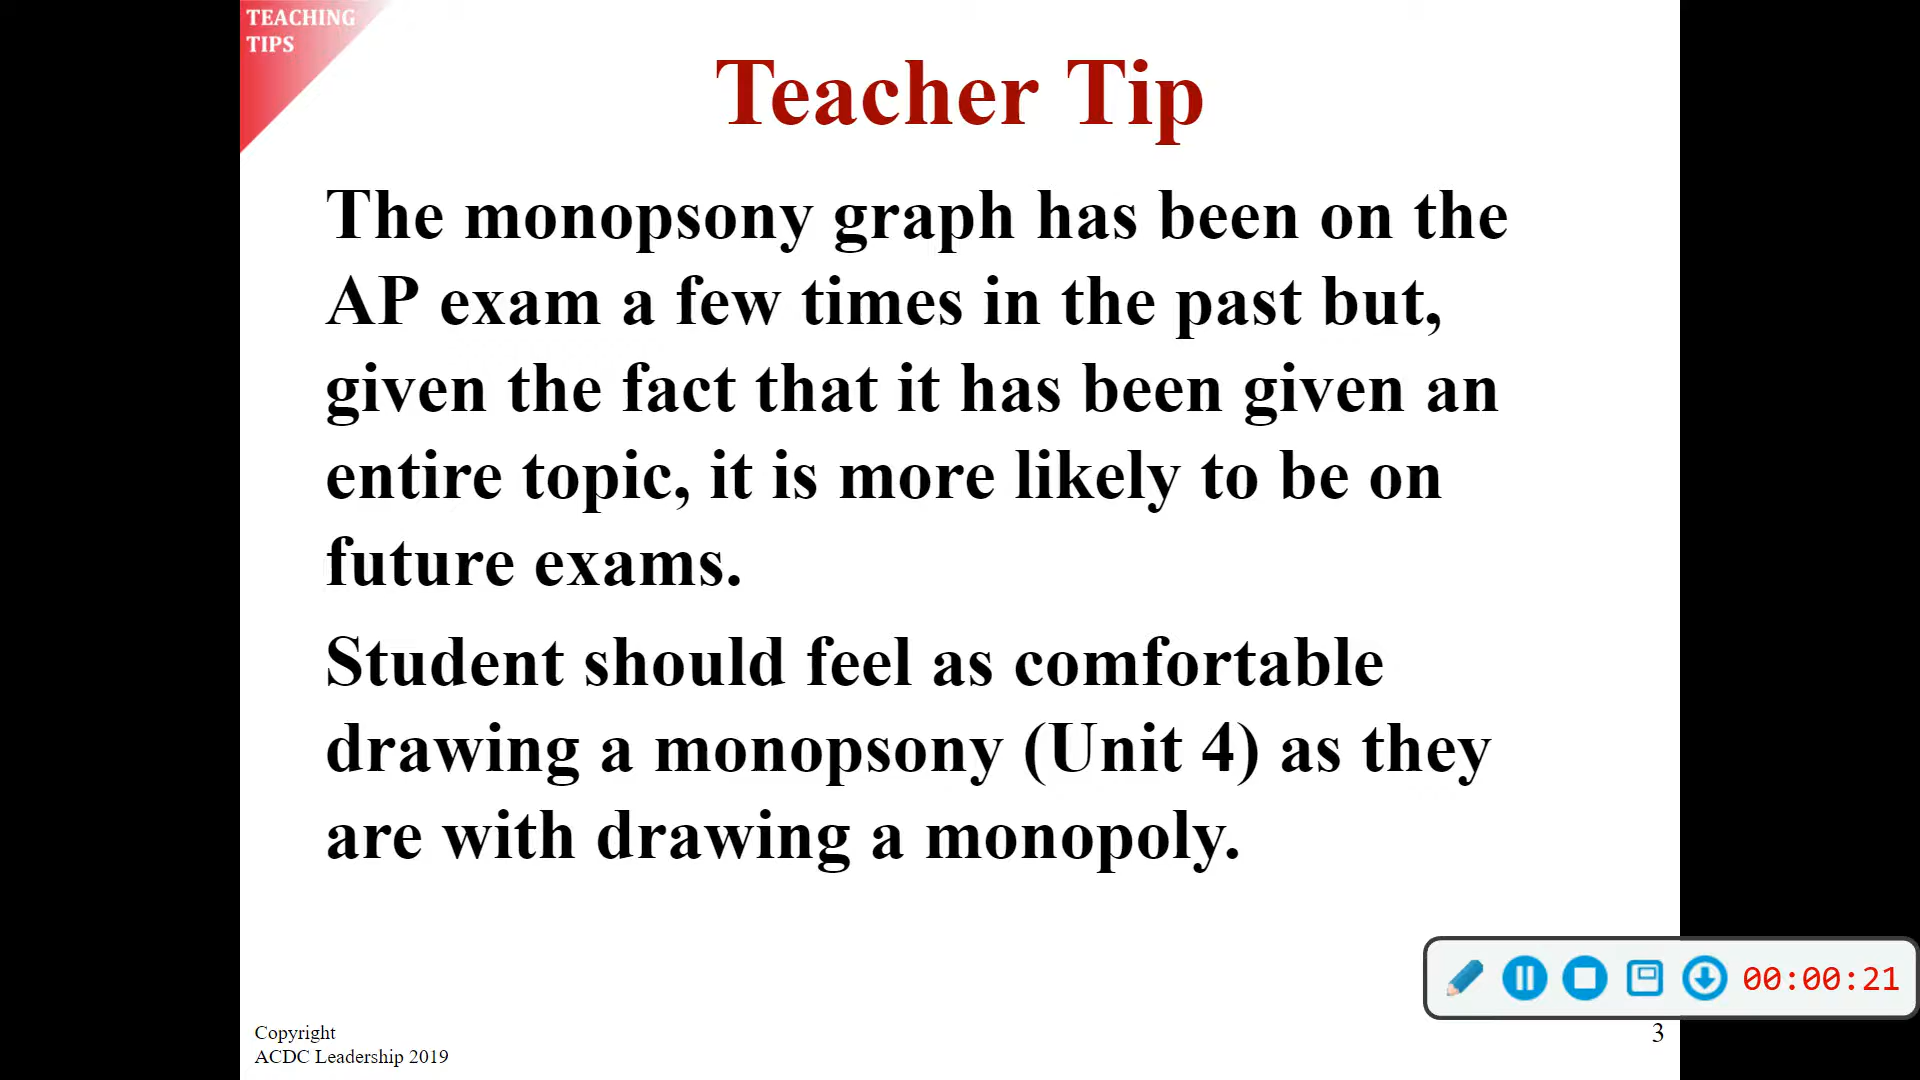 TEACHING
TIPS
Teacher Tip
The monopsony graph has been on the
AP exam a few times in the past but,
given the fact that it has been given an
entire topic, it is more likely to be on
future exams.
Student should feel as comfortable
drawing a monopsony (Unit 4) as they
are with drawing a monopoly.
00:00:21
Copyright
ACDC Leadership 2019
3